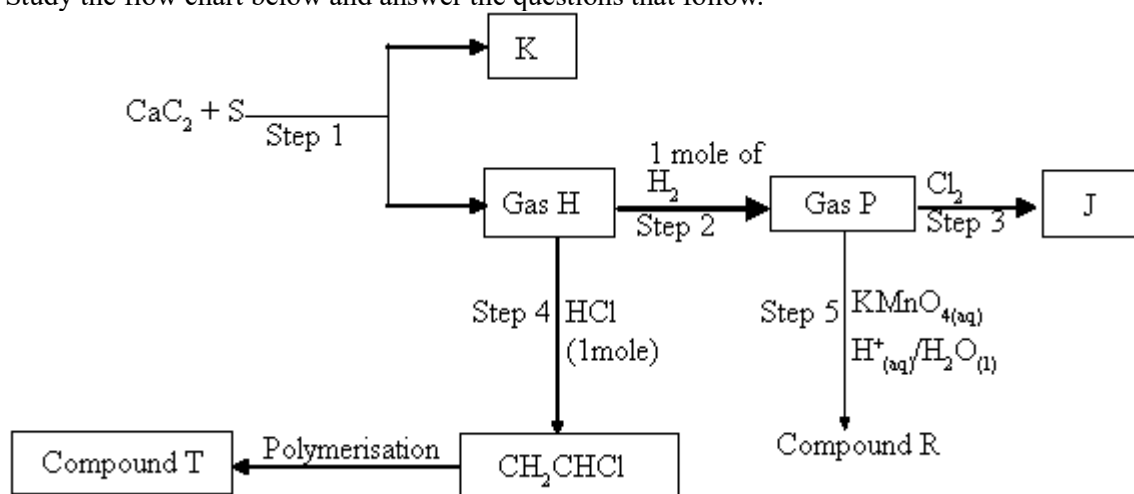 Study the flow chart below and answer the questions that follow.
K
CaC₂ + S
Step 1
1 mole of
H₂
Gas H
Step 2
Gas P
Cl₂
Step 3
J
Step 4
HCl
(1mole)
Step 5
KMnO₄₍aq₎
H⁺₍aq₎/H₂O₍l₎
Compound T
Polymerisation
CH₂CHCl
Compound R